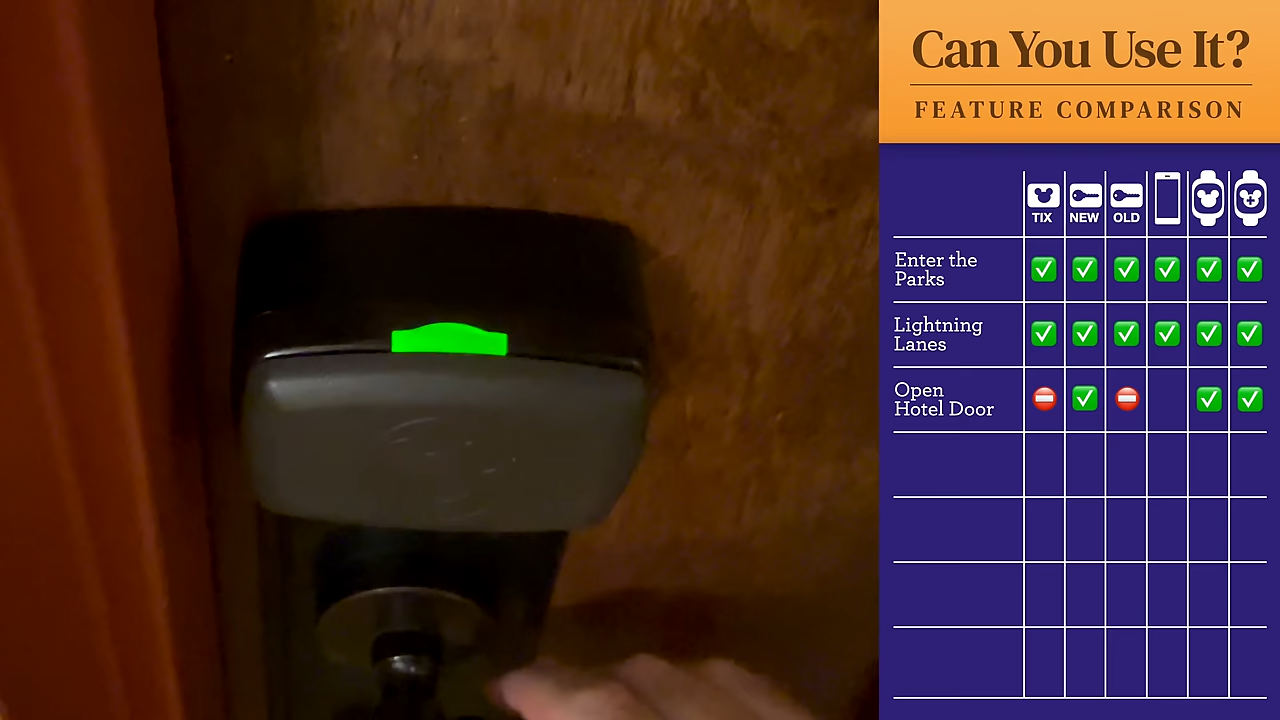 Can You Use It?
FEATURE COMPARISON
TIX NEW OLD
Enter the
Parks
Lightning
Lanes
Open
Hotel Door